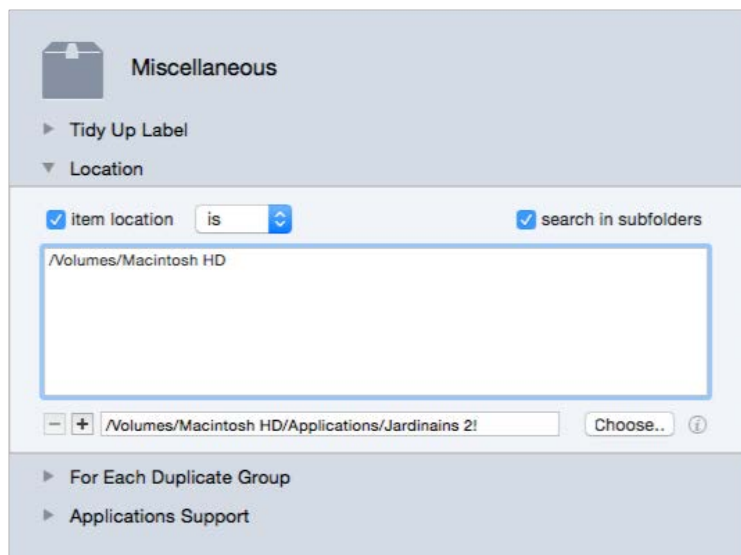 Miscellaneous
Tidy Up Label
Location
item location is search in subfolders
/Volumes/Macintosh HD
− + /Volumes/Macintosh HD/Applications/Jardinains 2! Choose.. i
For Each Duplicate Group
Applications Support